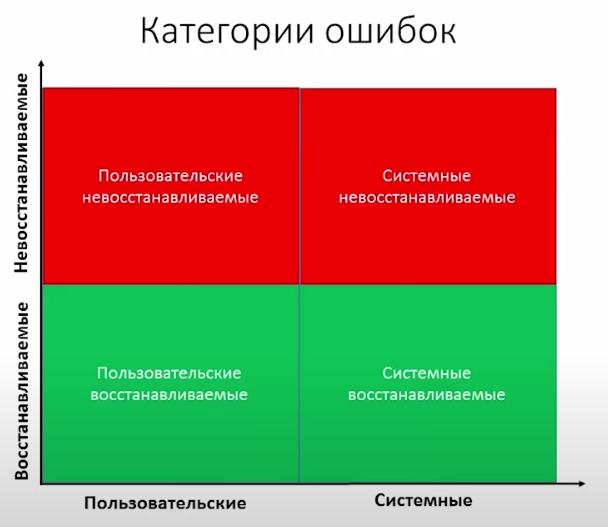 Категории ошибок
Невосстанавливаемые
Пользовательские
невосстанавливаемые
Системные
невосстанавливаемые
Восстанавливаемые
Пользовательские
восстанавливаемые
Системные
восстанавливаемые
Пользовательские
Системные